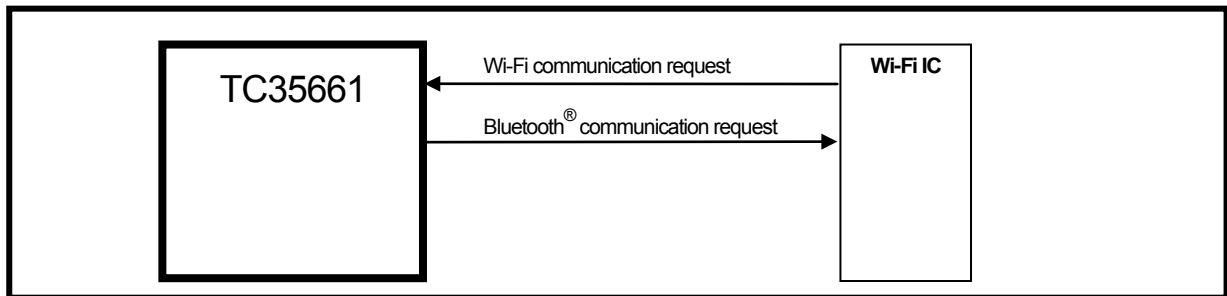 TC35661
Wi-Fi communication request
Wi-Fi IC
Bluetooth® communication request